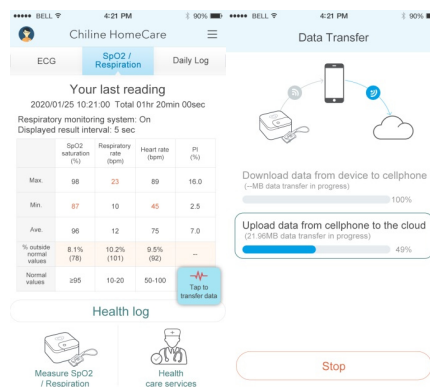 BELL 4:21 PM 90%
Chiline HomeCare
ECG
SpO2 /
Respiration
Daily Log
Your last reading
2020/01/25 10:21:00 Total 01hr 20min 00sec
Respiratory monitoring system: On
Displayed result interval: 5 sec
SpO2
saturation
(%)
Respiratory
rate
(bpm)
Heart rate
(bpm)
PI
(%)
Max. 98 23 89 16.0
Min. 87 10 45 2.5
Ave. 96 12 75 7.0
% outside
normal
values
8.1%
(78)
10.2%
(101)
9.5%
(92)
--
Normal
values
≥95 10-20 50-100
Tap to
transfer data
Health log
Measure SpO2
/ Respiration
Health
care services
BELL 4:21 PM 90%
Data Transfer
Download data from device to cellphone
(--MB data transfer in progress)
100%
Upload data from cellphone to the cloud
(21.96MB data transfer in progress)
49%
Stop